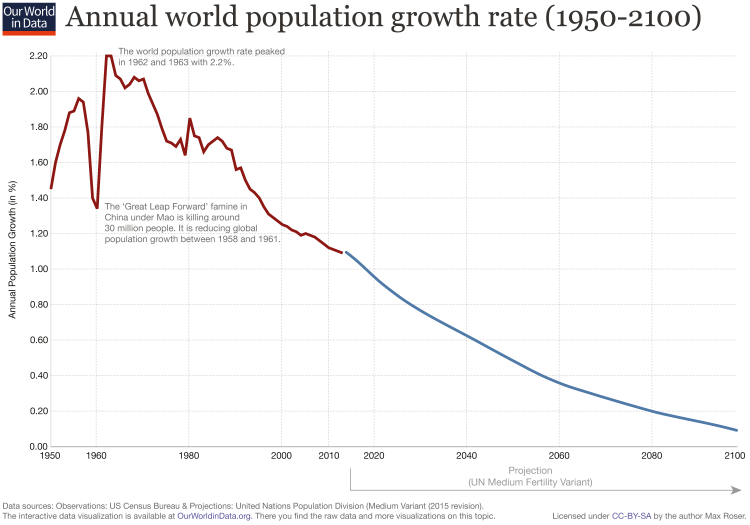 Our World
in Data
Annual world population growth rate (1950-2100)
The world population growth rate peaked
in 1962 and 1963 with 2.2%.
2.20
2.00
1.80
1.60
1.40
1.20
1.00
0.80
0.60
0.40
0.20
0.00
Annual Population Growth (in %)
The ‘Great Leap Forward’ famine in
China under Mao is killing around
30 million people. It is reducing global
population growth between 1958 and 1961.
1950 1960 1980 2000 2010 2020 2060 2080 2100
Projection
(UN Medium Fertility Variant)
Data sources: Observations: US Census Bureau & Projections: United Nations Population Division (Medium Variant (2015 revision).
The interactive data visualization is available at OurWorldinData.org. There you find the raw data and more visualizations on this topic.
Licensed under CC-BY-SA by the author Max Roser.